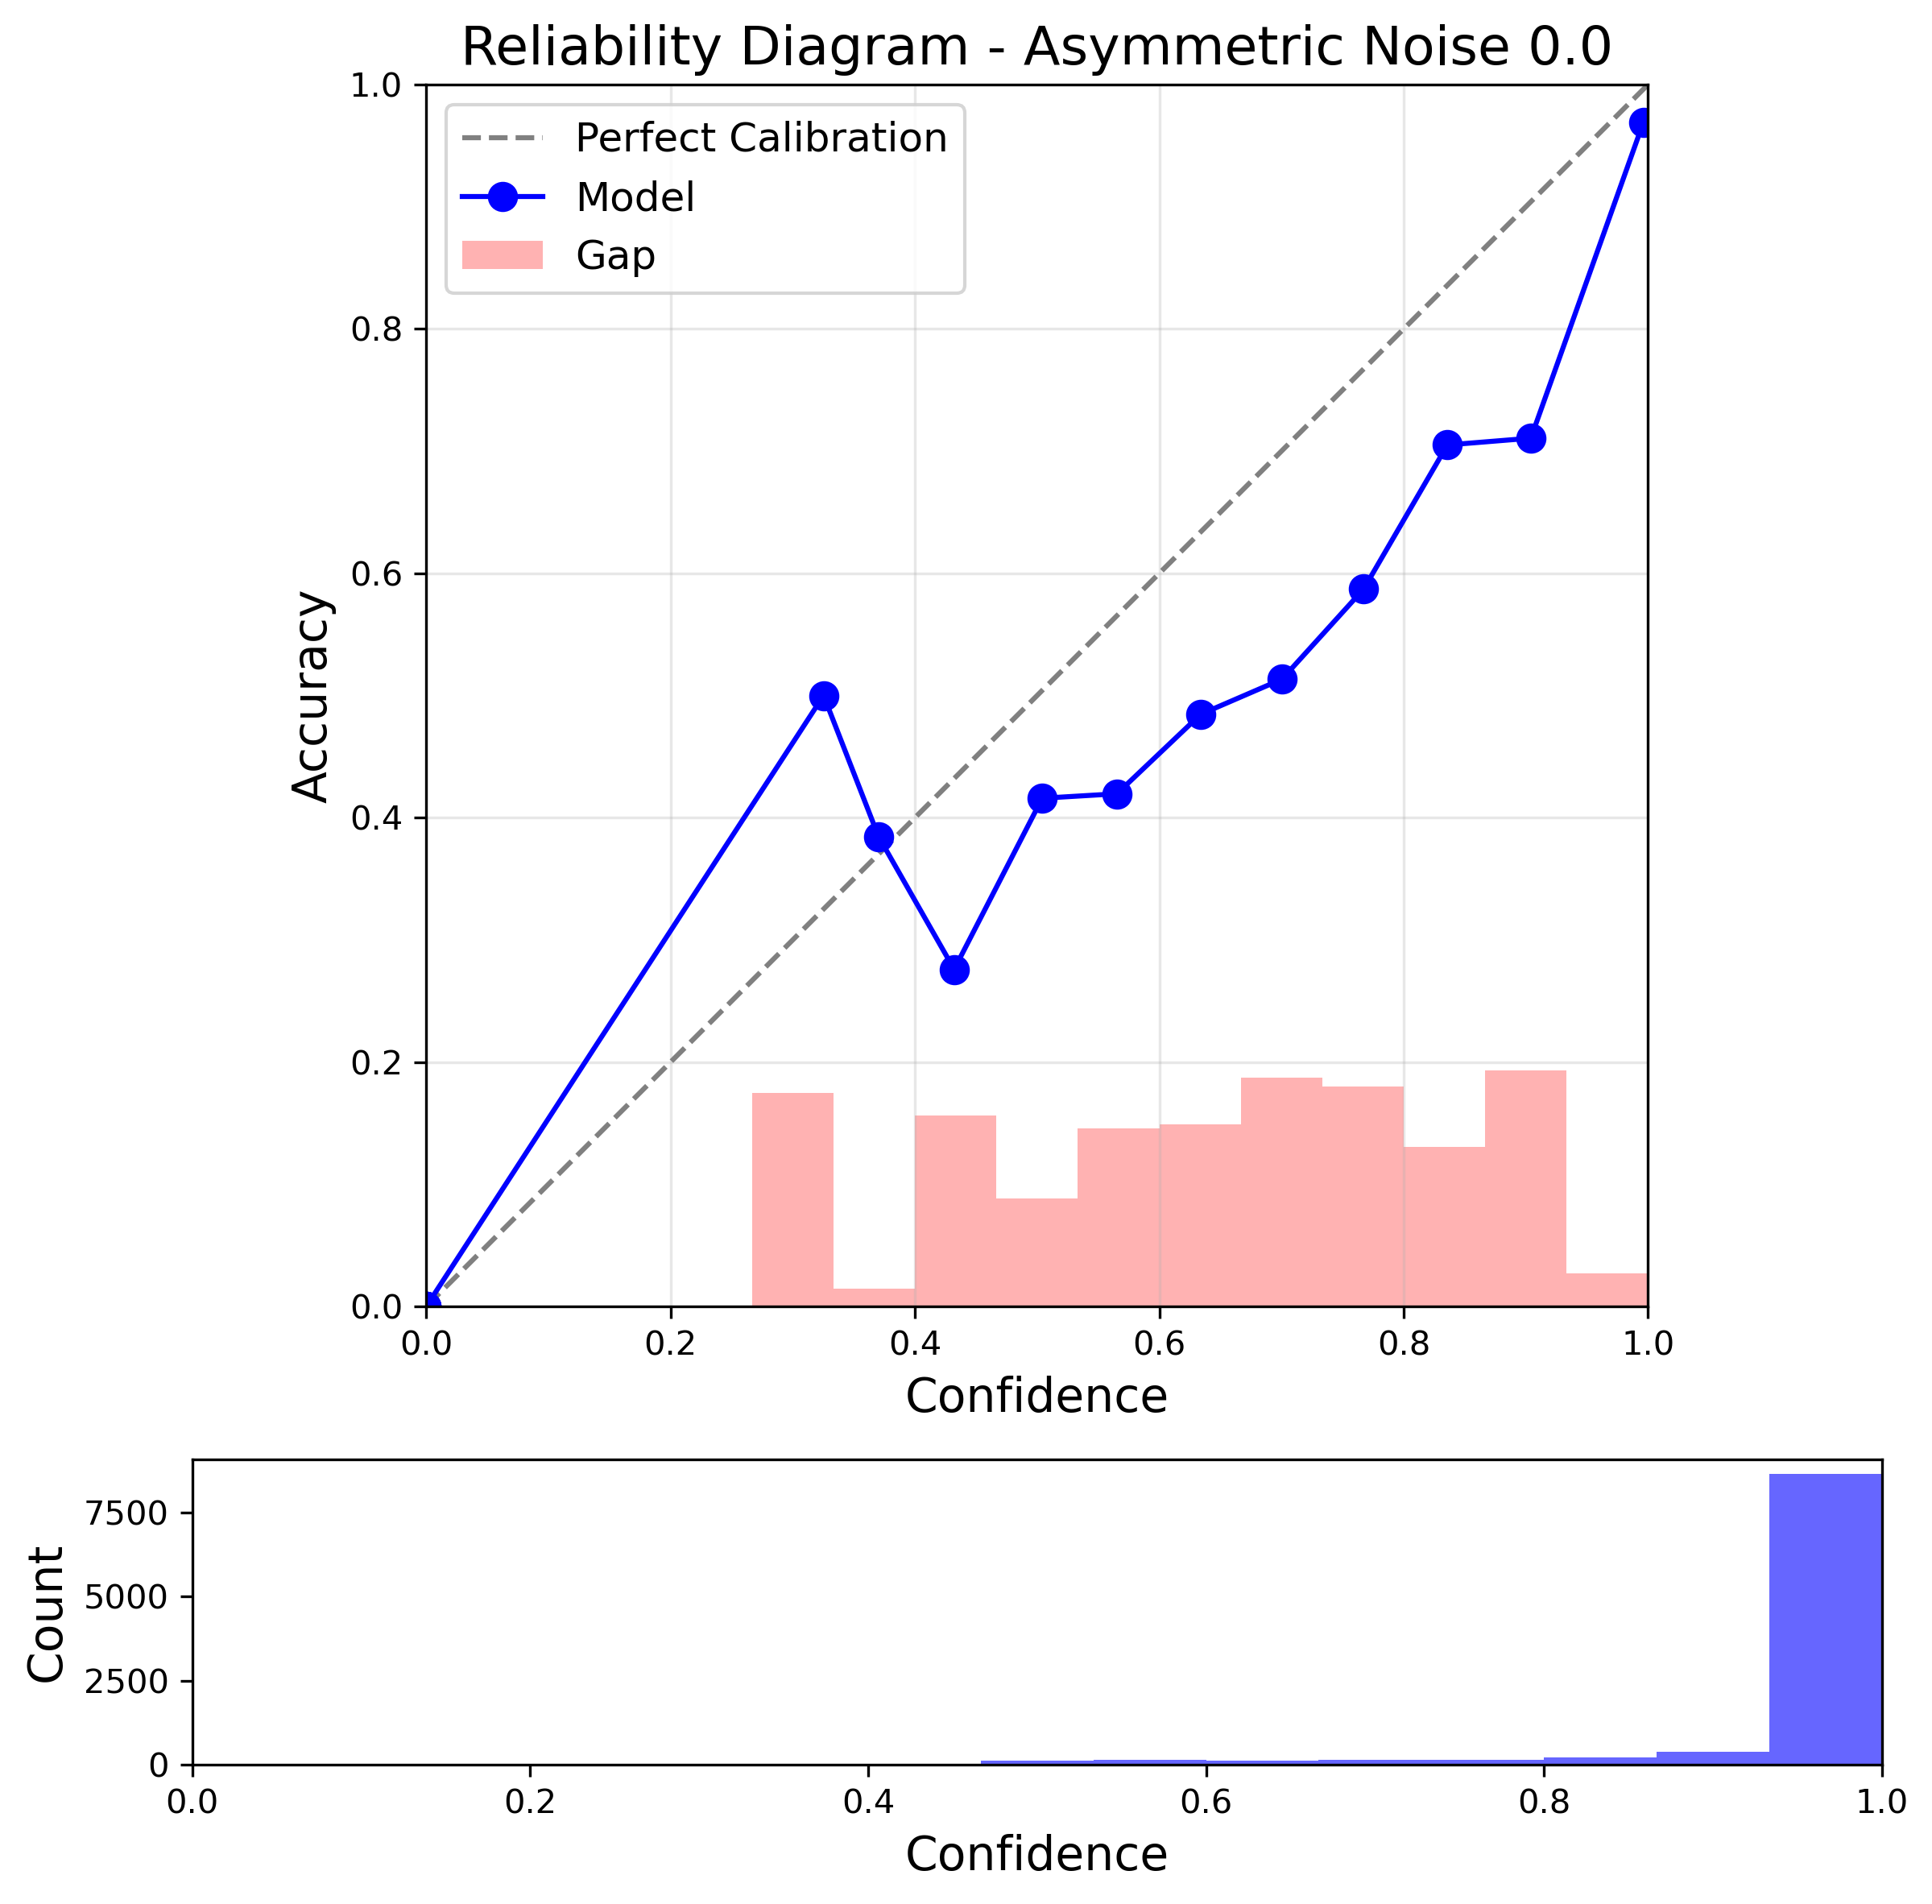 Reliability Diagram - Asymmetric Noise 0.0
1.0
0.8
0.6
0.4
0.2
0.0
Accuracy
Perfect Calibration
Model
Gap
0.0 0.2 0.4 0.6 0.8 1.0
Confidence
7500
5000
2500
0
Count
0.0 0.2 0.4 0.6 0.8 1.0
Confidence